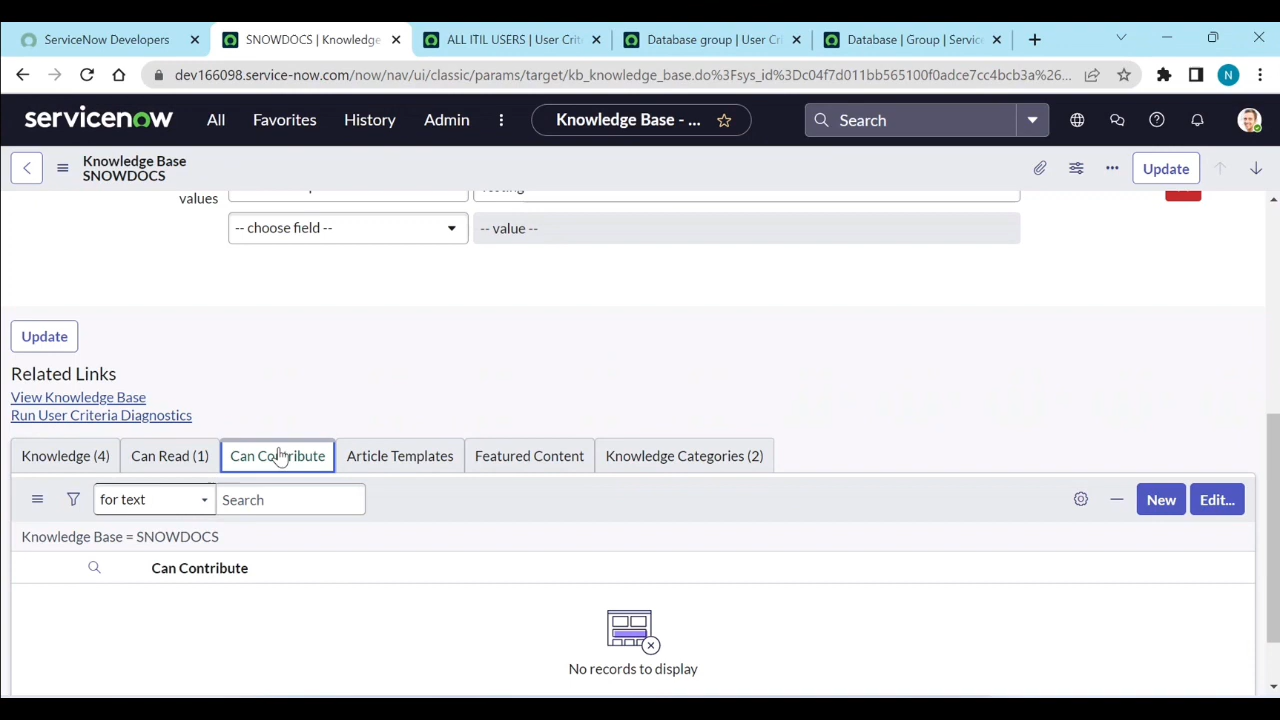 ServiceNow Developers
SNOWDOCS | Knowledge
ALL ITIL USERS | User Crite
Database group | User Cri
Database | Group | Service
dev166098.service-now.com/now/nav/ui/classic/params/target/kb_knowledge_base.do%3Fsys_id%3Dc04f7d011bb565100f0adce7cc4bcb3a%26...
N
servicenow
All
Favorites
History
Admin
Knowledge Base - ...
Search
Knowledge Base
SNOWDOCS
Update
values
-- choose field --
-- value --
Update
Related Links
View Knowledge Base
Run User Criteria Diagnostics
Knowledge (4)
Can Read (1)
Can Contribute
Article Templates
Featured Content
Knowledge Categories (2)
for text
Search
New
Edit...
Knowledge Base = SNOWDOCS
Can Contribute
No records to display